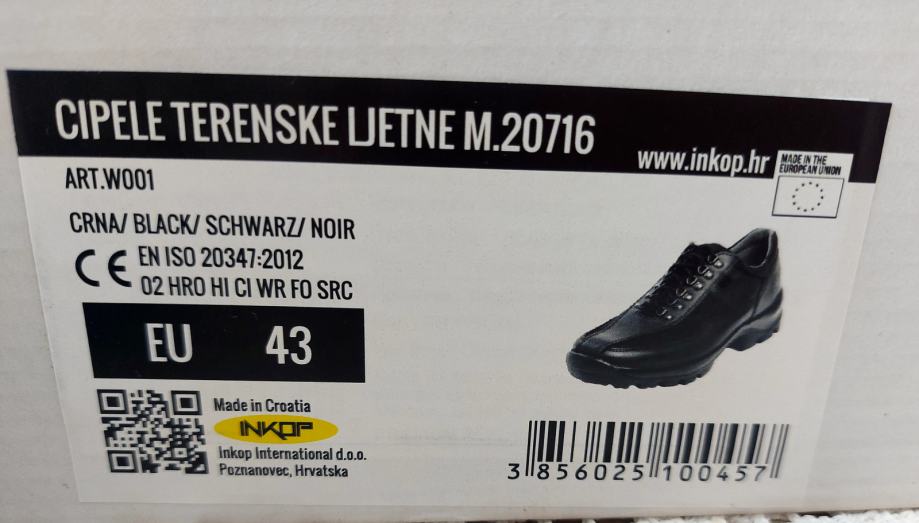 CIPELE TERENSKE LJETNE M.20716
www.inkop.hr
MADE IN THE
EUROPEAN UNION
ART.W001
CRNA/ BLACK/ SCHWARZ/ NOIR
CE EN ISO 20347:2012
02 HRO HI CI WR FO SRC
EU 43
Made in Croatia
INKOP
Inkop International d.o.o.
Poznanovec, Hrvatska
3 856025 100457